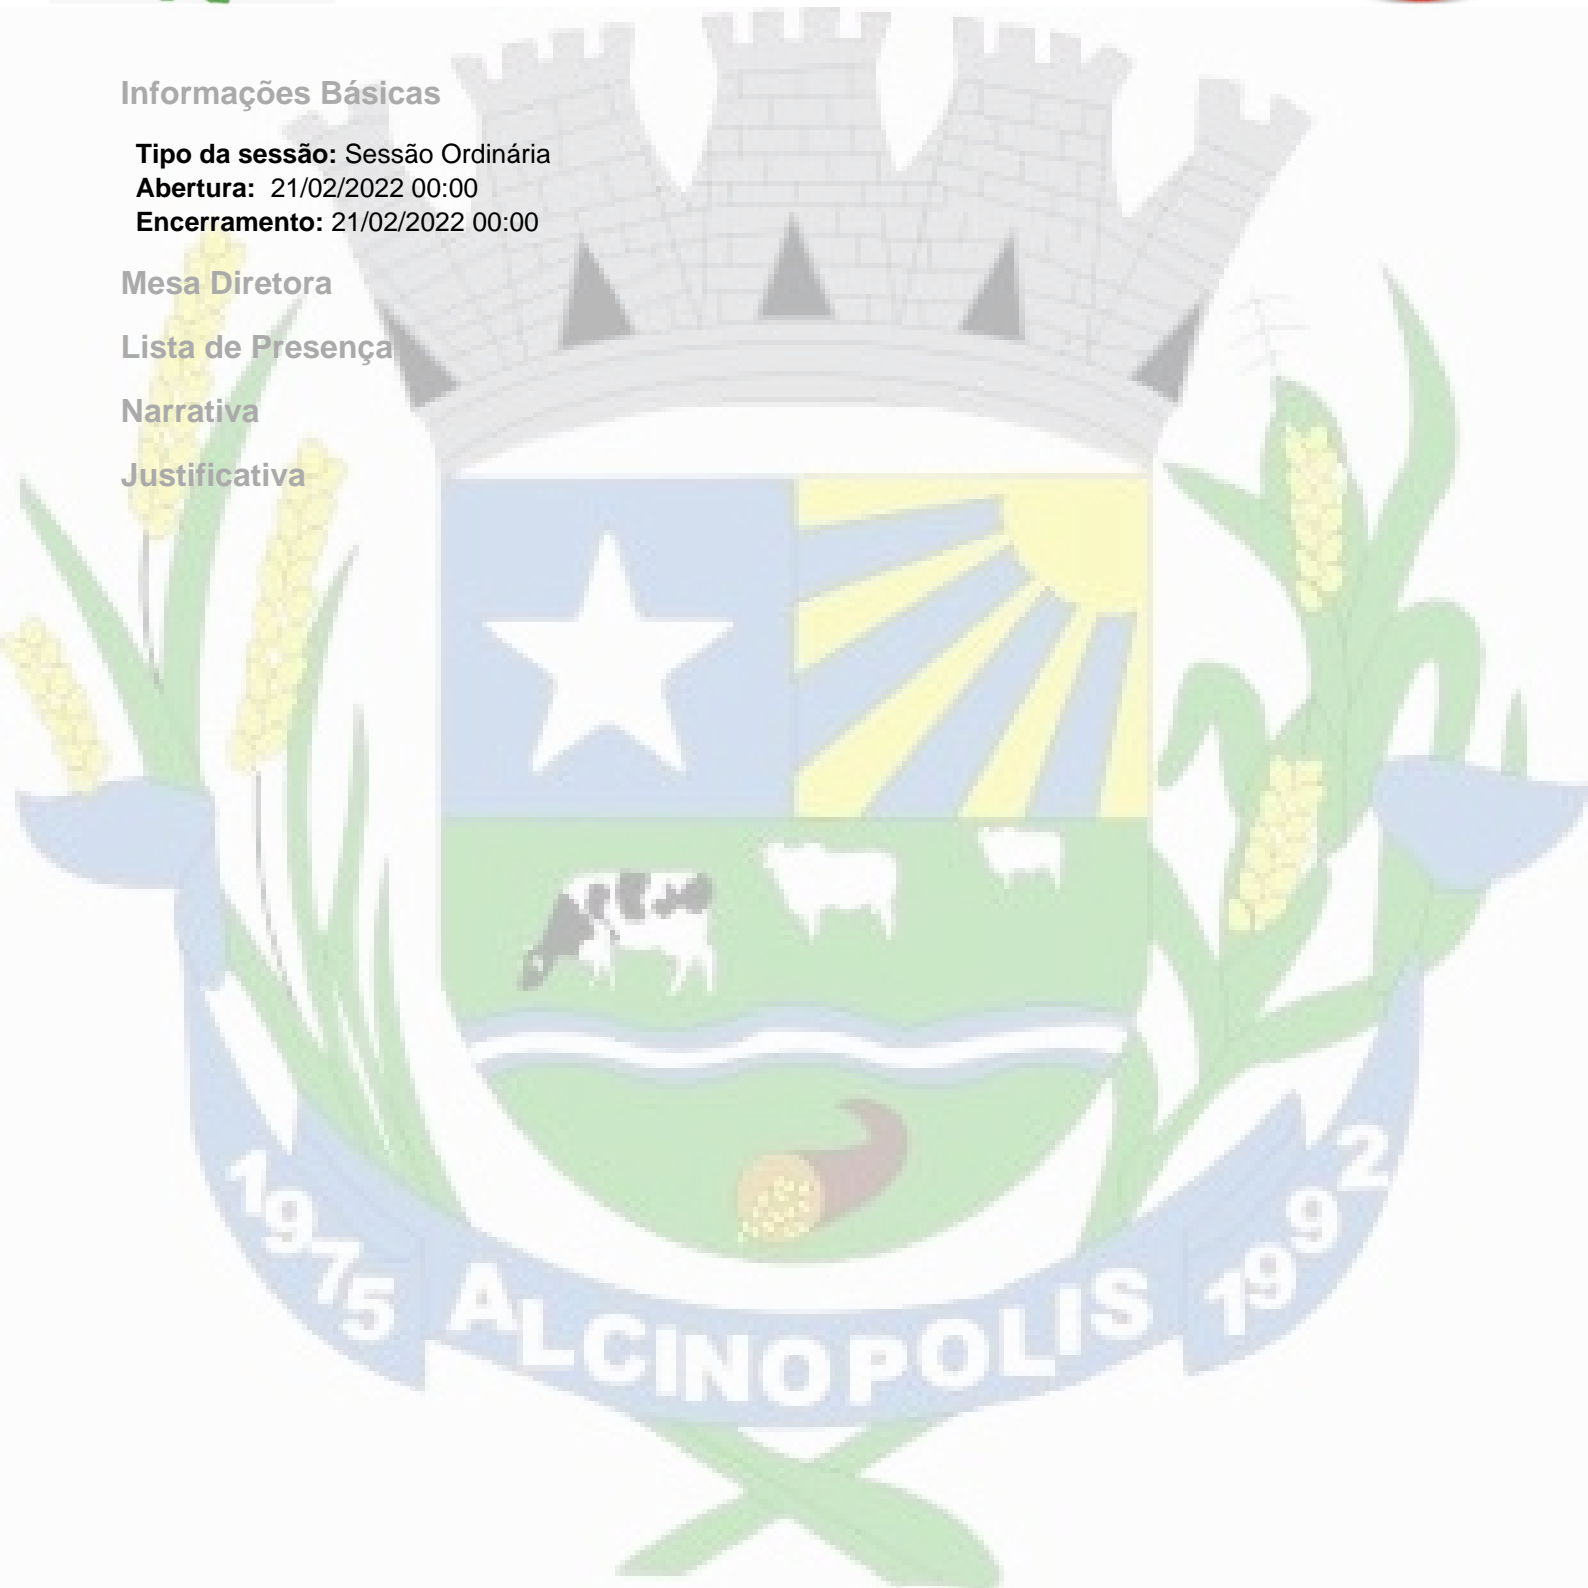 Informações Básicas
Tipo da sessão: Sessão Ordinária
Abertura: 21/02/2022 00:00
Encerramento: 21/02/2022 00:00
Mesa Diretora
Lista de Presença
Narrativa
Justificativa
1975 ALCINOPOLIS 1992